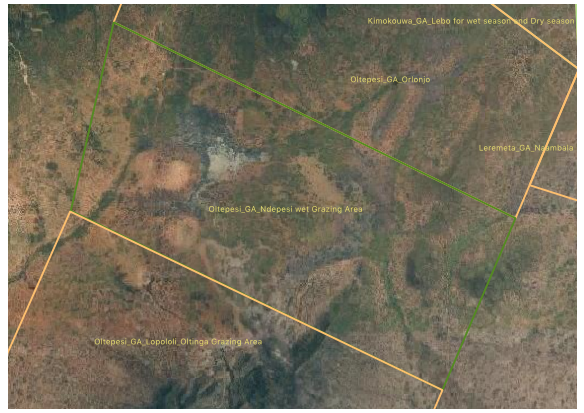 Kimokouwa_GA_Lebo for wet season and Dry season
Oltepesi_GA_Orlonjo
Leremeta_GA_Naambala
Oltepesi_GA_Ndepesi wet Grazing Area
Oltepesi_GA_Lopololi_Oltinga Grazing Area